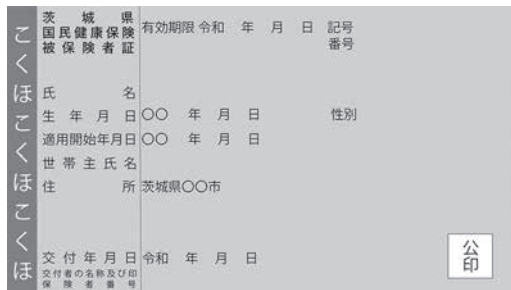 こくほこくほこくほ
茨城県
国民健康保険
被保険者証
有効期限 令和 年 月 日 記号
番号
氏名
生年月日 〇〇 年 月 日 性別
適用開始年月日 〇〇 年 月 日
世帯主氏名
住所 茨城県〇〇市
交付年月日 令和 年 月 日
交付者の名称及び印
保険者番号
公印